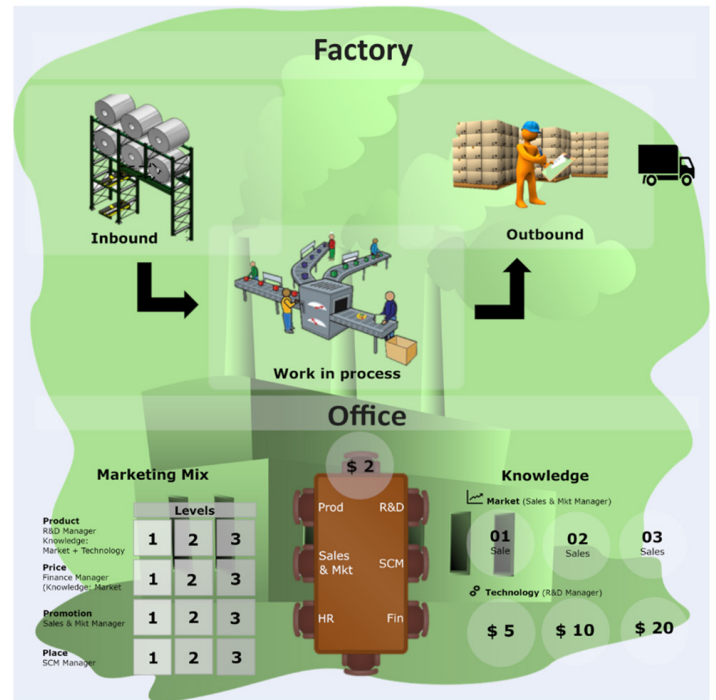 Factory
Inbound
Outbound
Work in process
Office
$ 2
Marketing Mix
Levels
Product
R&D Manager
Knowledge:
Market + Technology
1 2 3
Price
Finance Manager
(Knowledge: Market
1 2 3
Promotion
Sales & Mkt Manager
1 2 3
Place
SCM Manager
1 2 3
Prod R&D
Sales
& Mkt
SCM
HR Fin
Knowledge
Market (Sales & Mkt Manager)
01
Sale
02
Sales
03
Sales
Technology (R&D Manager)
$ 5 $ 10 $ 20